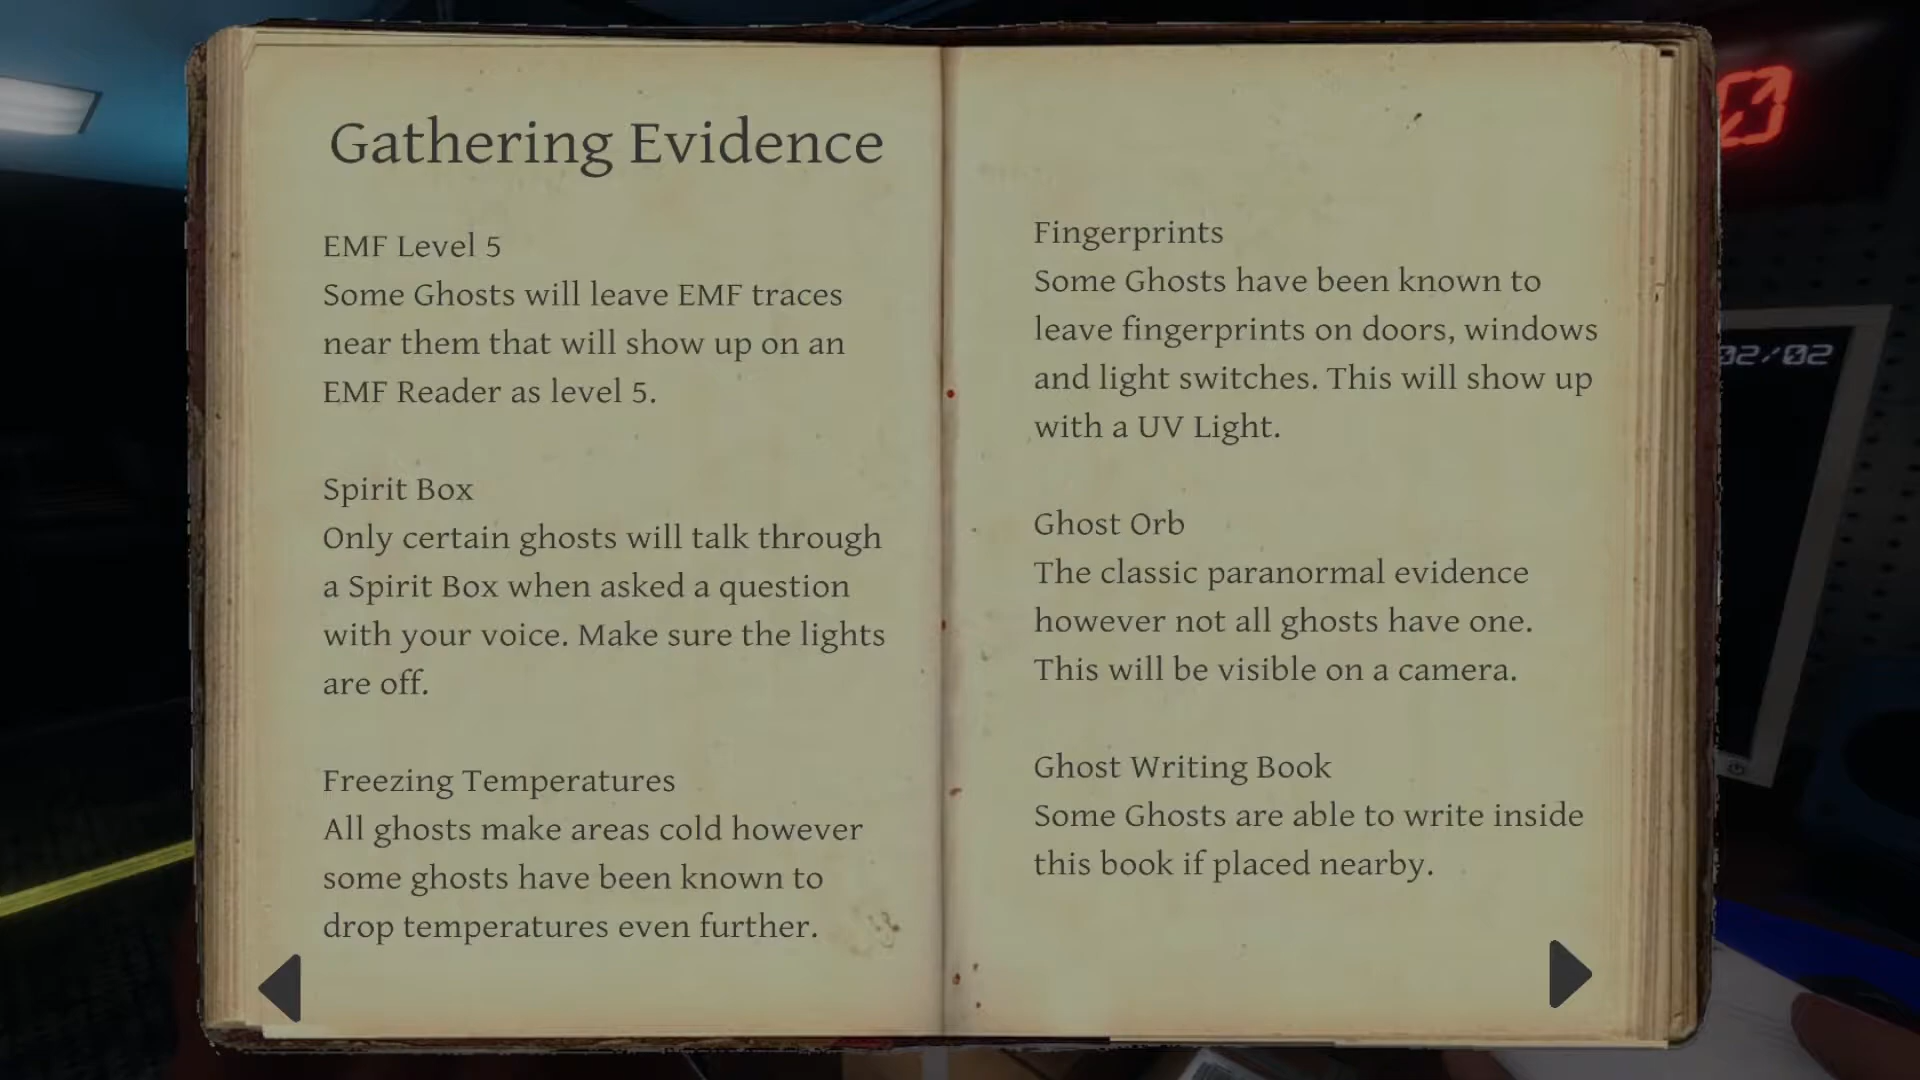 Gathering Evidence
EMF Level 5
Some Ghosts will leave EMF traces
near them that will show up on an
EMF Reader as level 5.
Spirit Box
Only certain ghosts will talk through
a Spirit Box when asked a question
with your voice. Make sure the lights
are off.
Freezing Temperatures
All ghosts make areas cold however
some ghosts have been known to
drop temperatures even further.
Fingerprints
Some Ghosts have been known to
leave fingerprints on doors, windows
and light switches. This will show up
with a UV Light.
Ghost Orb
The classic paranormal evidence
however not all ghosts have one.
This will be visible on a camera.
Ghost Writing Book
Some Ghosts are able to write inside
this book if placed nearby.
0
02/02